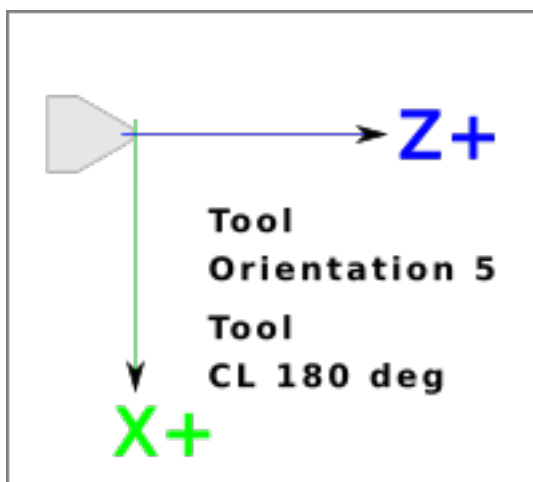 Z+
Tool
Orientation 5
Tool
CL 180 deg
X+